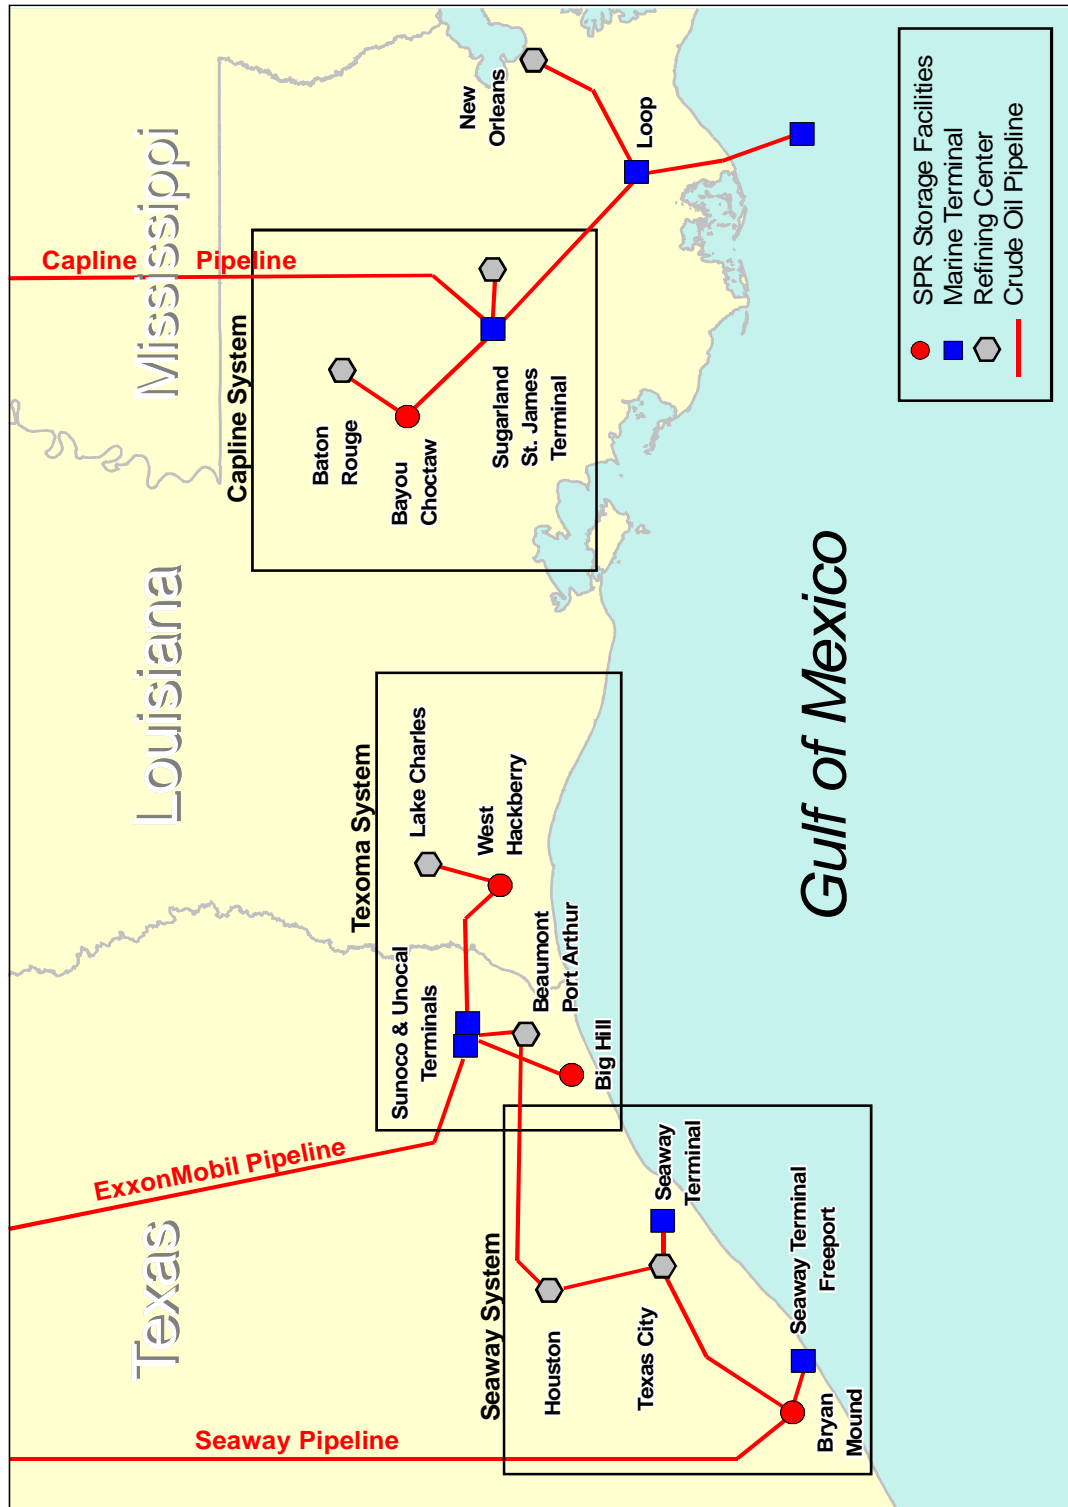 Texas
Louisiana
Mississippi
Seaway Pipeline
ExxonMobil Pipeline
Capline Pipeline
Seaway System
Houston
Texas City
Seaway
Terminal
Seaway Terminal
Freeport
Bryan
Mound
Texoma System
Sunoco & Unocal
Terminals
Lake Charles
West
Hackberry
Beaumont
Port Arthur
Big Hill
Capline System
Baton
Rouge
Bayou
Choctaw
Sugarland
St. James
Terminal
New
Orleans
Loop
Gulf of Mexico
SPR Storage Facilities
Marine Terminal
Refining Center
Crude Oil Pipeline